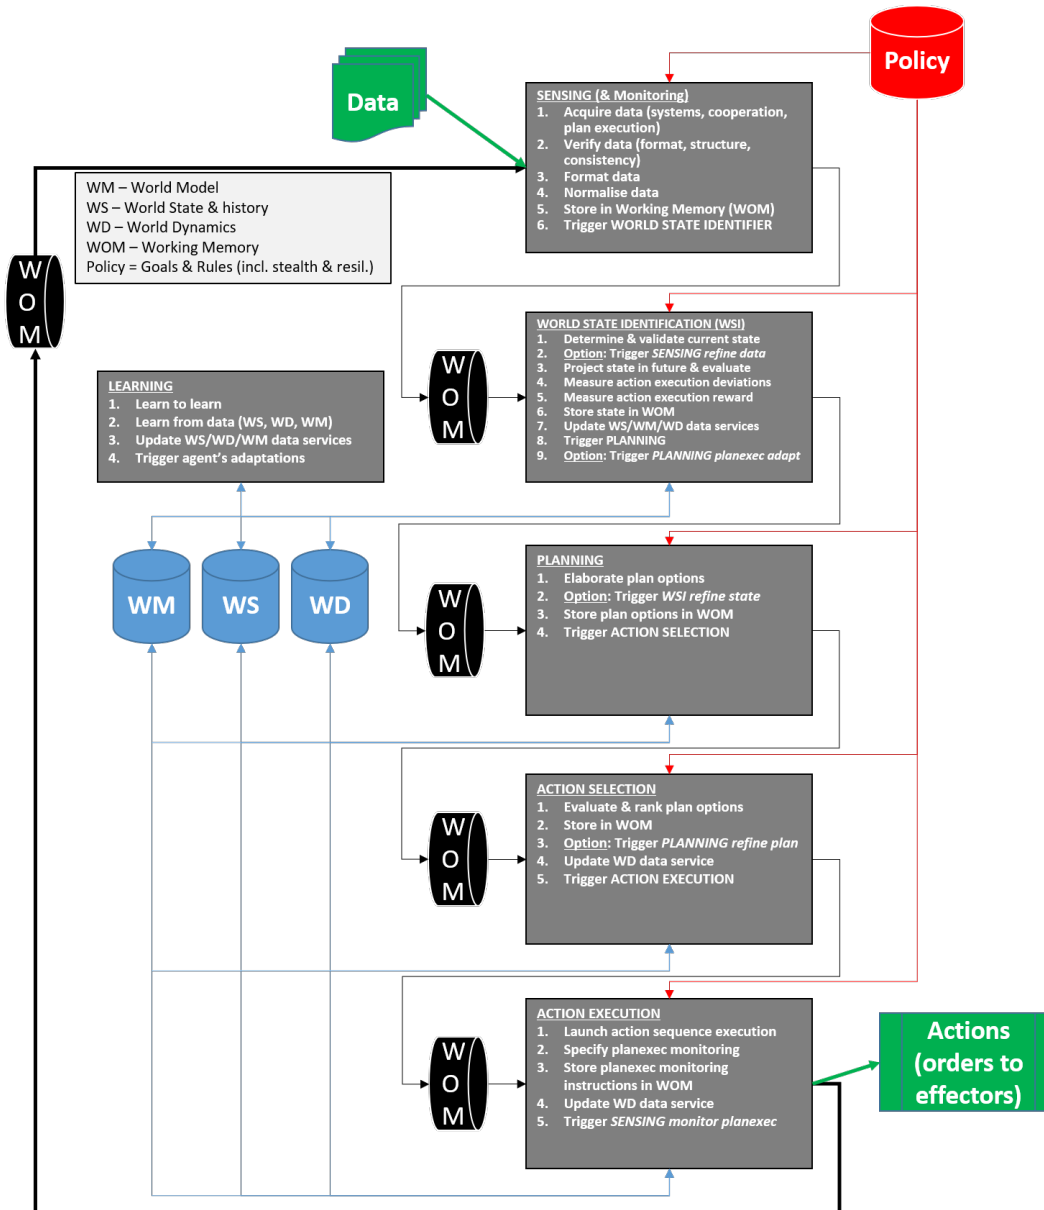 Policy
Data
SENSING (& Monitoring)
1. Acquire data (systems, cooperation,
plan execution)
2. Verify data (format, structure,
consistency)
3. Format data
4. Normalise data
5. Store in Working Memory (WOM)
6. Trigger WORLD STATE IDENTIFIER
WM – World Model
WS – World State & history
WD – World Dynamics
WOM – Working Memory
Policy = Goals & Rules (incl. stealth & resil.)
W
O
M
WORLD STATE IDENTIFICATION (WSI)
1. Determine & validate current state
2. Option: Trigger SENSING refine data
3. Project state in future & evaluate
4. Measure action execution deviations
5. Measure action execution reward
6. Store state in WOM
7. Update WS/WM/WD data services
8. Trigger PLANNING
9. Option: Trigger PLANNING planexec adapt
W
O
M
LEARNING
1. Learn to learn
2. Learn from data (WS, WD, WM)
3. Update WS/WD/WM data services
4. Trigger agent's adaptations
WM
WS
WD
W
O
M
PLANNING
1. Elaborate plan options
2. Option: Trigger WSI refine state
3. Store plan options in WOM
4. Trigger ACTION SELECTION
W
O
M
ACTION SELECTION
1. Evaluate & rank plan options
2. Store in WOM
3. Option: Trigger PLANNING refine plan
4. Update WD data service
5. Trigger ACTION EXECUTION
W
O
M
ACTION EXECUTION
1. Launch action sequence execution
2. Specify planexec monitoring
3. Store planexec monitoring
instructions in WOM
4. Update WD data service
5. Trigger SENSING monitor planexec
Actions
(orders to
effectors)